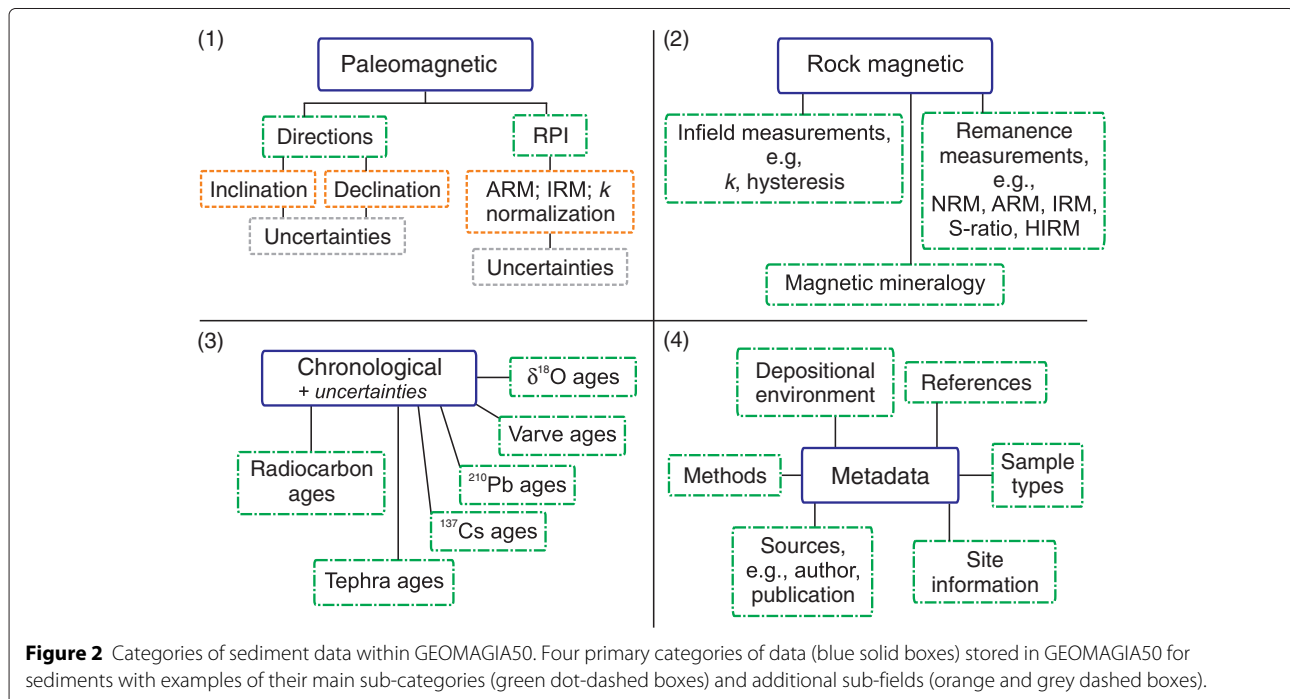 (1)
Paleomagnetic
Directions
RPI
Inclination
Declination
ARM; IRM; k
normalization
Uncertainties
Uncertainties
(2)
Rock magnetic
Infield measurements,
e.g,
k, hysteresis
Remanence
measurements,
e.g.,
NRM, ARM, IRM,
S-ratio, HIRM
Magnetic mineralogy
(3)
Chronological
+ uncertainties
δ¹⁸O ages
Varve ages
Radiocarbon
ages
²¹⁰Pb ages
¹³⁷Cs ages
Tephra ages
(4)
Depositional
environment
References
Methods
Metadata
Sample
types
Sources,
e.g., author,
publication
Site
information
Figure 2 Categories of sediment data within GEOMAGIA50. Four primary categories of data (blue solid boxes) stored in GEOMAGIA50 for
sediments with examples of their main sub-categories (green dot-dashed boxes) and additional sub-fields (orange and grey dashed boxes).